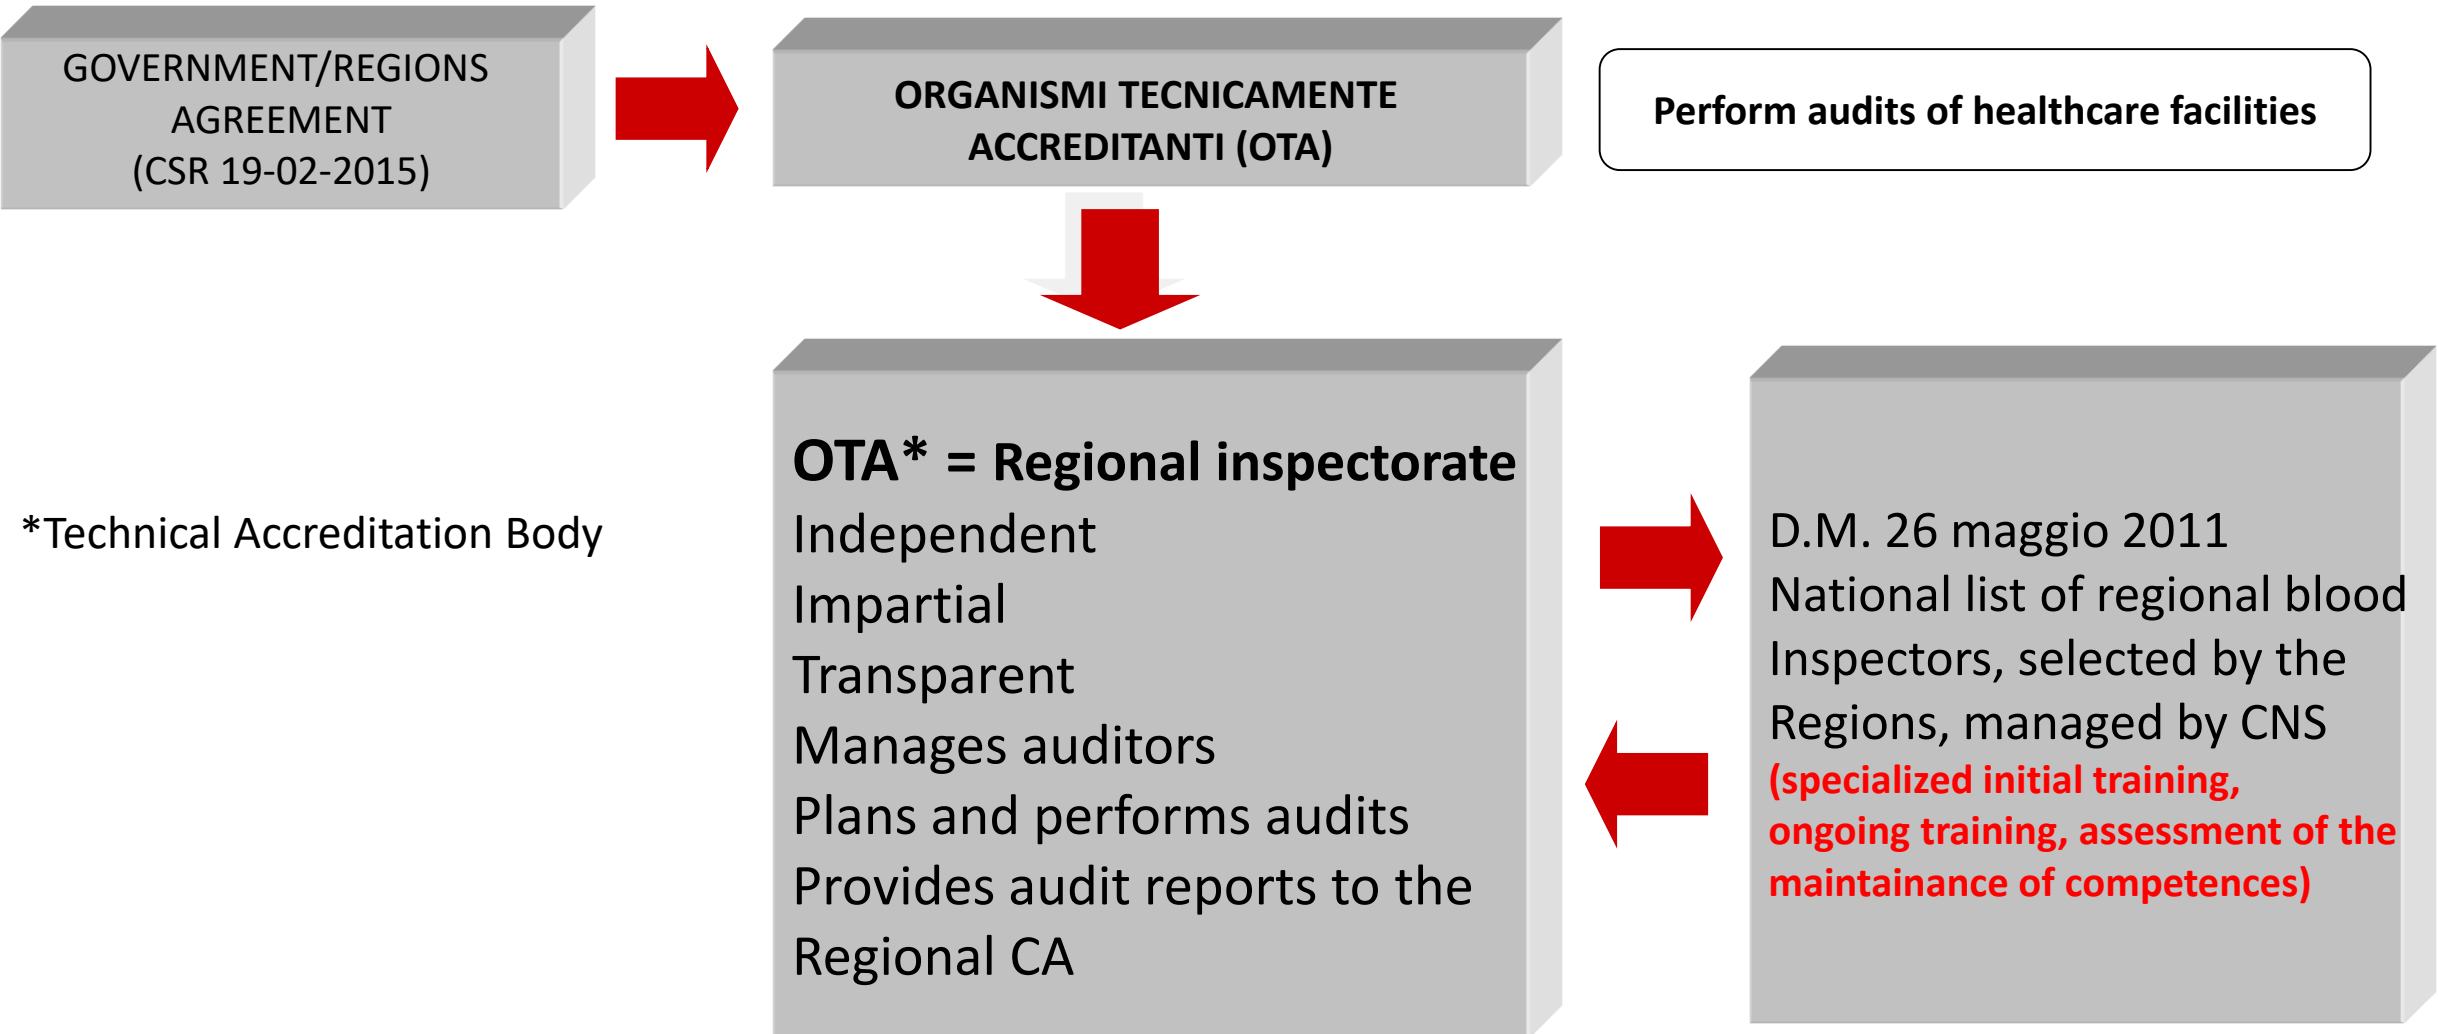 GOVERNMENT/REGIONS
AGREEMENT
(CSR 19-02-2015)
ORGANISMI TECNICAMENTE
ACCREDITANTI (OTA)
Perform audits of healthcare facilities
*Technical Accreditation Body
OTA* = Regional inspectorate
Independent
Impartial
Transparent
Manages auditors
Plans and performs audits
Provides audit reports to the
Regional CA
D.M. 26 maggio 2011
National list of regional blood
Inspectors, selected by the
Regions, managed by CNS
(specialized initial training,
ongoing training, assessment of the
maintainance of competences)